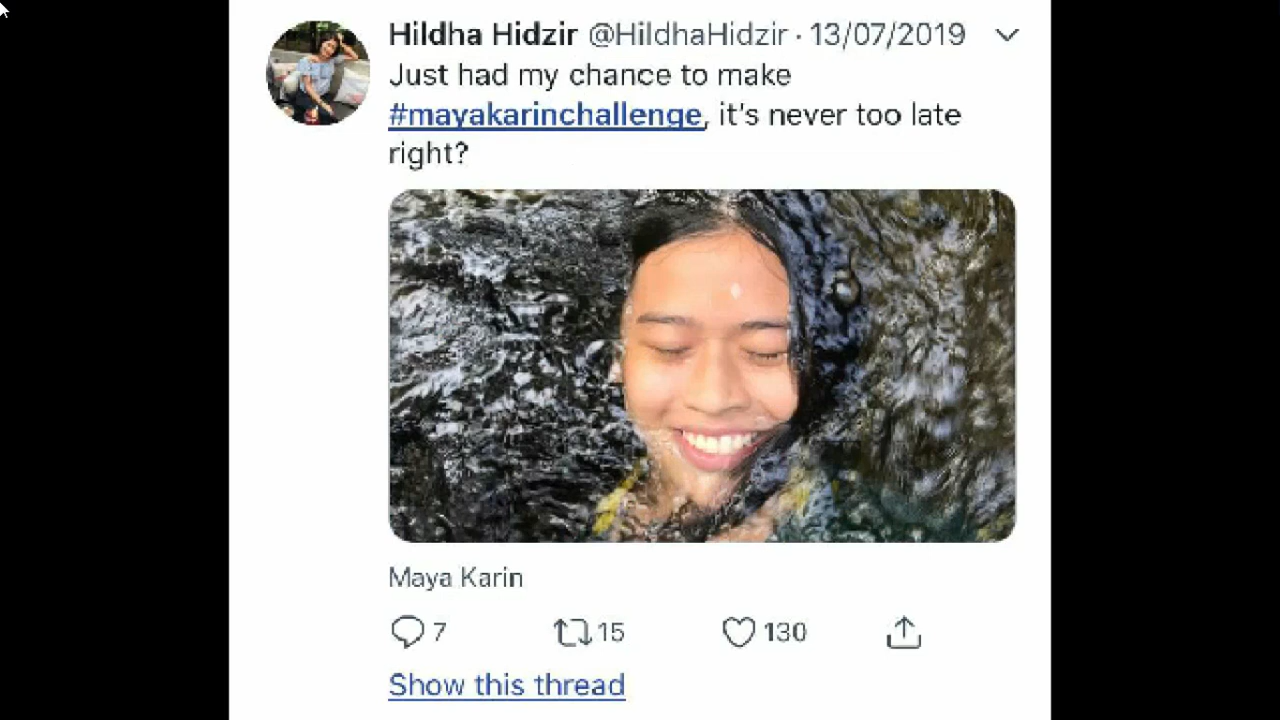 Hildha Hidzir @HildhaHidzir · 13/07/2019
Just had my chance to make
#mayakarinchallenge, it's never too late
right?
Maya Karin
7 15 130
Show this thread